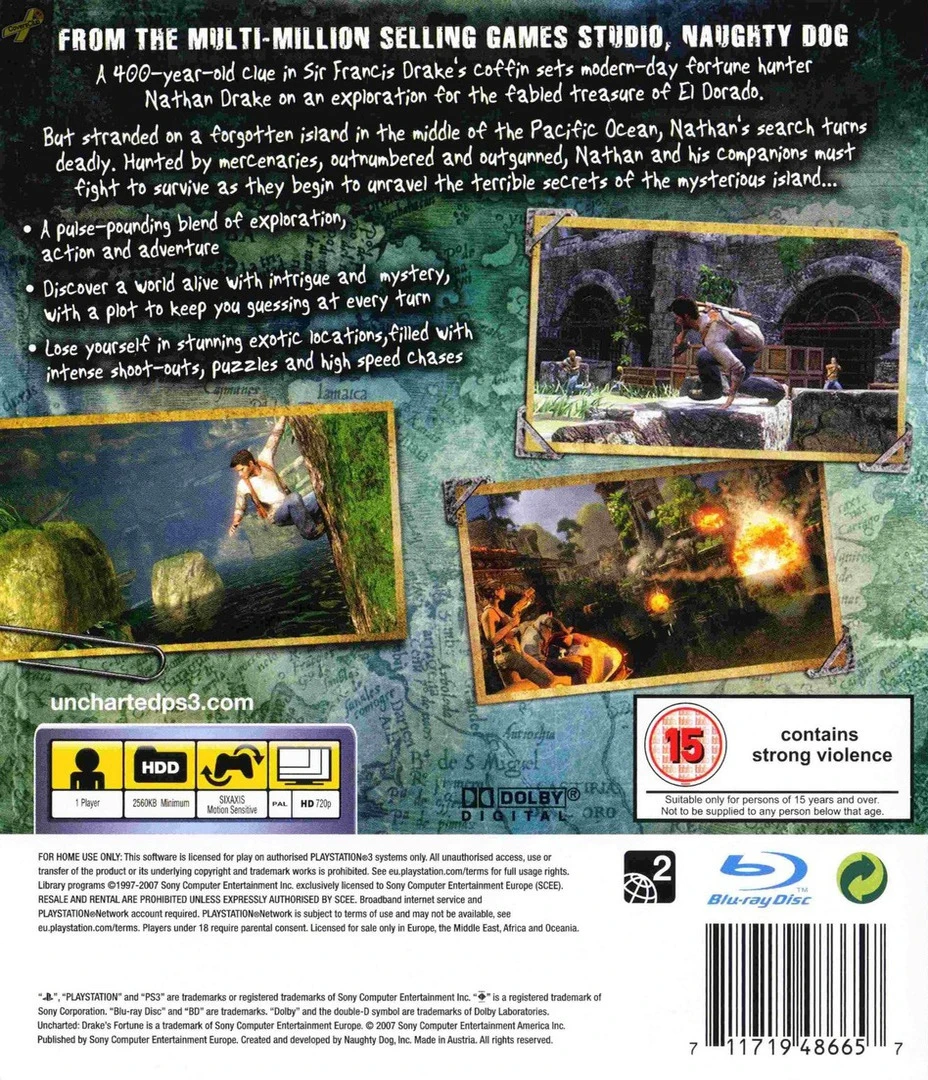 FROM THE MULTI-MILLION SELLING GAMES STUDIO, NAUGHTY DOG
A 400-year-old clue in Sir Francis Drake's coffin sets modern-day fortune hunter
Nathan Drake on an exploration for the fabled treasure of El Dorado.
But stranded on a forgotten island in the middle of the Pacific Ocean, Nathan's search turns
deadly. Hunted by mercenaries, outnumbered and outgunned, Nathan and his companions must
fight to survive as they begin to unravel the terrible secrets of the mysterious island...
• A pulse-pounding blend of exploration,
action and adventure
• Discover a world alive with intrigue and mystery,
with a plot to keep you guessing at every turn
• Lose yourself in stunning exotic locations, filled with
intense shoot-outs, puzzles and high speed chases
Jamaica
uncharteds3.com
HDD
1 Player
2560KB Minimum
SIXAXIS
Motion Sensitive
PAL
HD 720p
de S Miguel
DOLBY®
DIGITAL
ORO
15
contains
strong violence
Suitable only for persons of 15 years and over.
Not to be supplied to any person below that age.
FOR HOME USE ONLY: This software is licensed for play on authorised PLAYSTATION®3 systems only. All unauthorised access, use or
transfer of the product or its underlying copyright and trademark works is prohibited. See eu.playstation.com/terms for full usage rights.
Library programs ©1997-2007 Sony Computer Entertainment Inc. exclusively licensed to Sony Computer Entertainment Europe (SCEE).
RESALE AND RENTAL ARE PROHIBITED UNLESS EXPRESSLY AUTHORISED BY SCEE. Broadband internet service and
PLAYSTATION®Network account required. PLAYSTATION®Network is subject to terms of use and may not be available, see
eu.playstation.com/terms. Players under 18 require parental consent. Licensed for sale only in Europe, the Middle East, Africa and Oceania.
2
Blu-ray Disc™
"", "PLAYSTATION" and "PS3" are trademarks or registered trademarks of Sony Computer Entertainment Inc. "" is a registered trademark of
Sony Corporation. "Blu-ray Disc" and "BD" are trademarks. "Dolby" and the double-D symbol are trademarks of Dolby Laboratories.
Uncharted: Drake's Fortune is a trademark of Sony Computer Entertainment Europe. © 2007 Sony Computer Entertainment America Inc.
Published by Sony Computer Entertainment Europe. Created and developed by Naughty Dog, Inc. Made in Austria. All rights reserved.
7 11719 48665 7